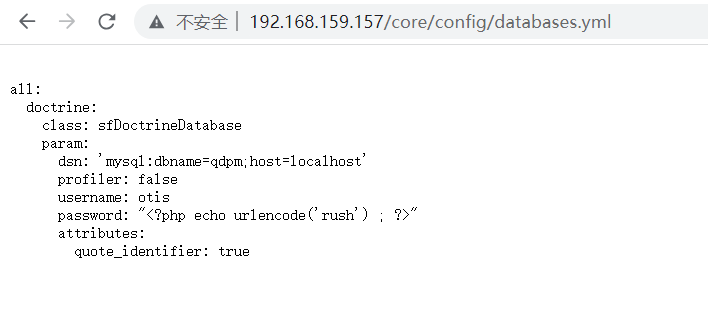 不安全 | 192.168.159.157/core/config/databases.yml
all:
  doctrine:
    class: sfDoctrineDatabase
    param:
      dsn: 'mysql:dbname=qdpm;host=localhost'
      profiler: false
      username: otis
      password: "<?php echo urlencode('rush') ; ?>"
      attributes:
        quote_identifier: true